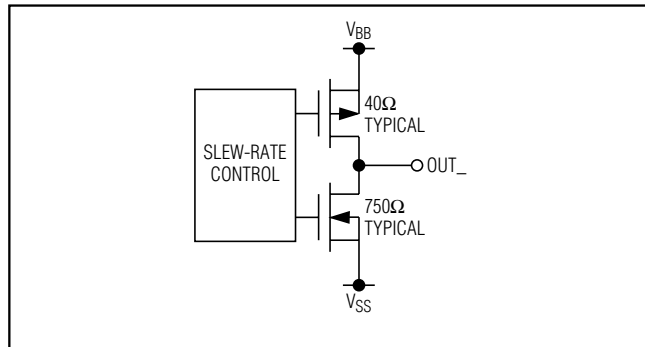 VBB
40Ω
TYPICAL
SLEW-RATE
CONTROL
OUT_
750Ω
TYPICAL
VSS